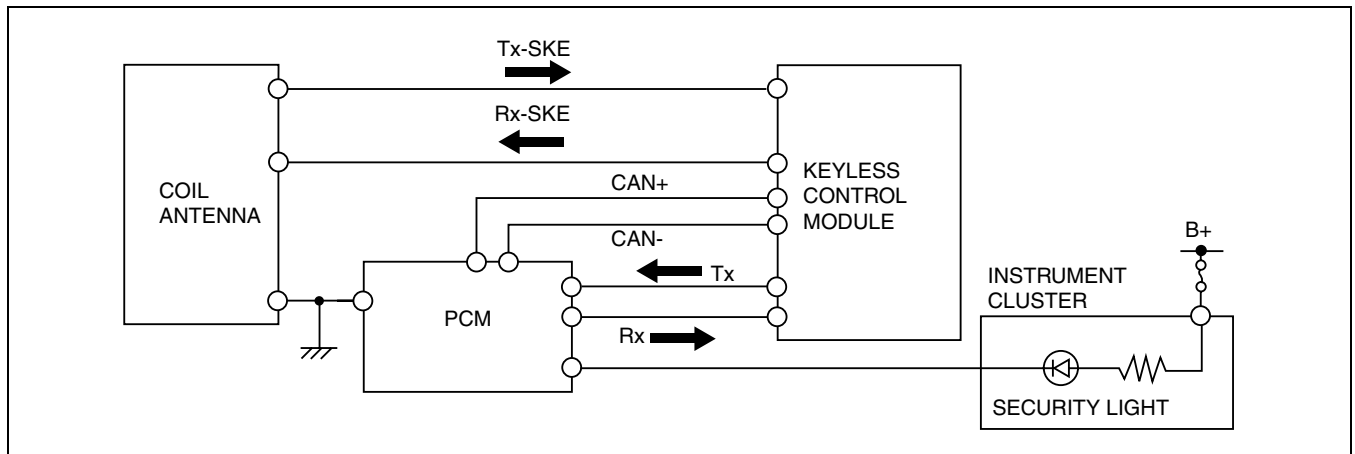 Tx-SKE
Rx-SKE
COIL
ANTENNA
KEYLESS
CONTROL
MODULE
CAN+
CAN-
Tx
PCM
Rx
B+
INSTRUMENT
CLUSTER
SECURITY LIGHT